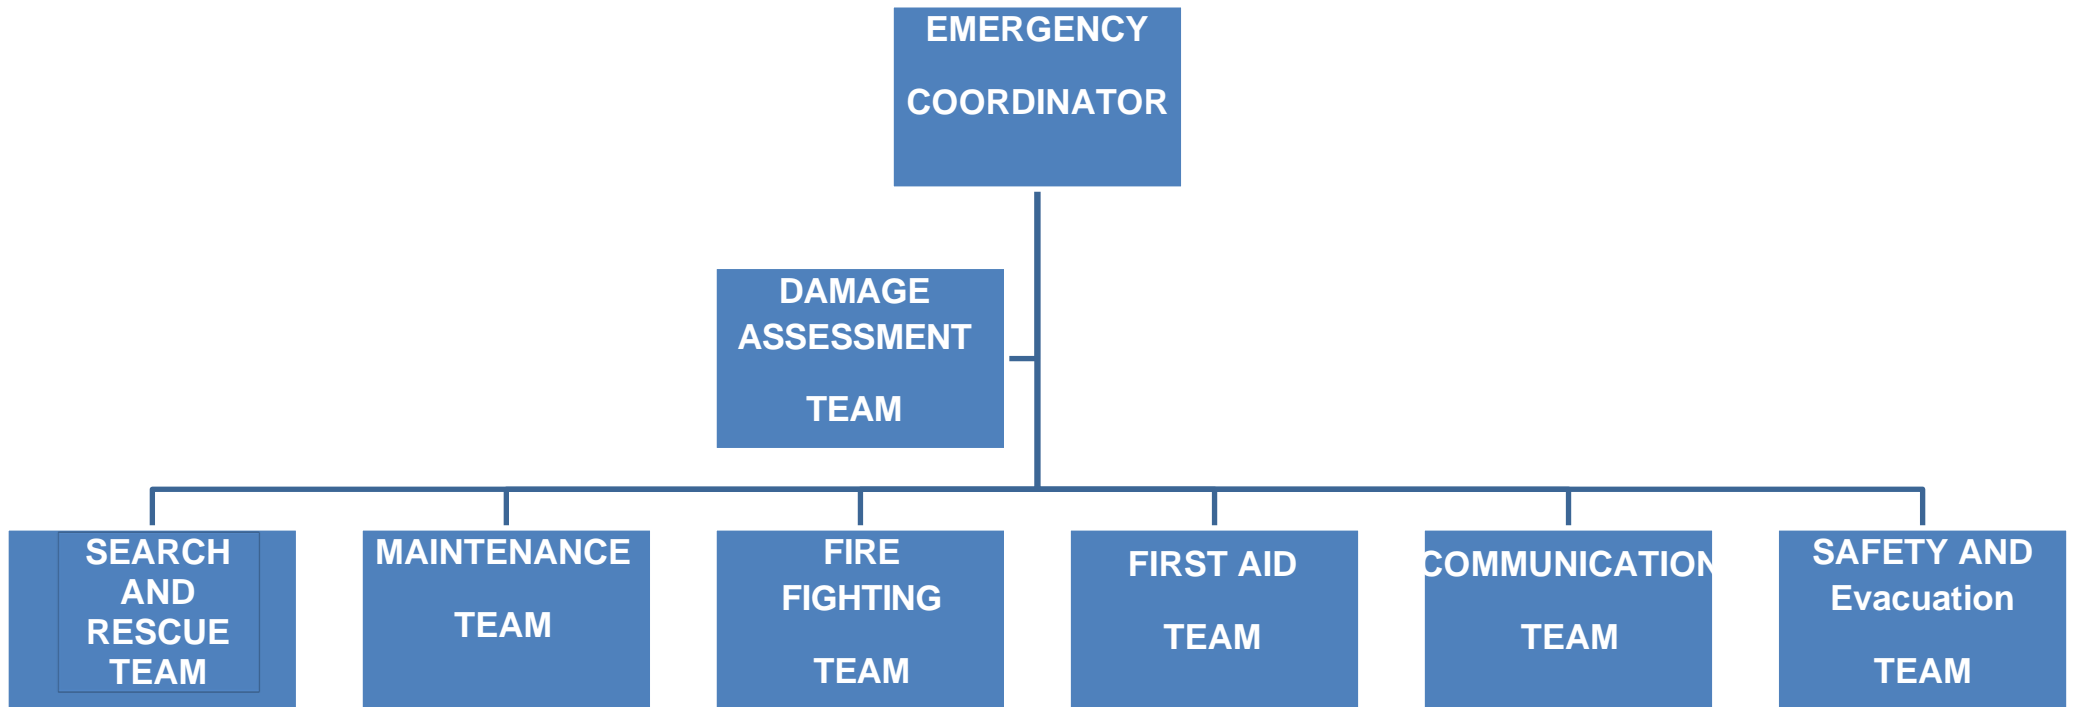 EMERGENCY
COORDINATOR
DAMAGE
ASSESSMENT
TEAM
SEARCH
AND
RESCUE
TEAM
MAINTENANCE
TEAM
FIRE
FIGHTING
TEAM
FIRST AID
TEAM
COMMUNICATION
TEAM
SAFETY AND
Evacuation
TEAM